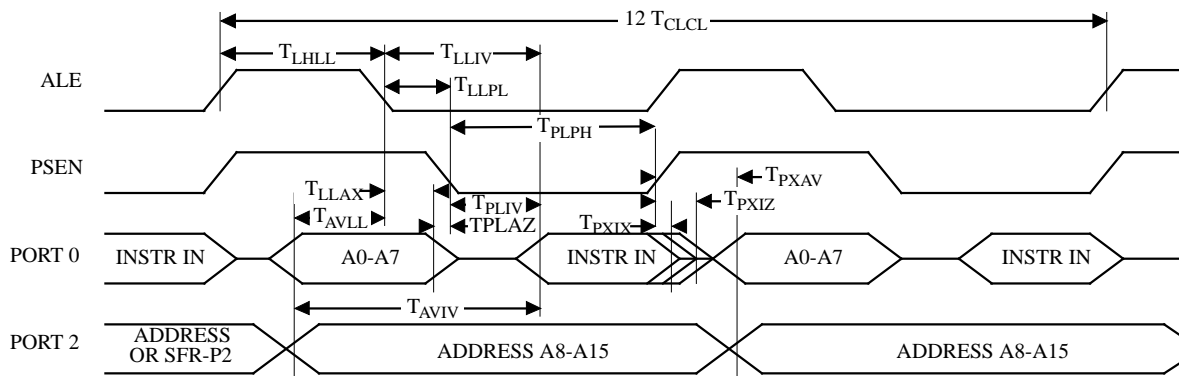 12 TCLCL
TLHLL TLLIV
ALE TLLPL
TPLPH
PSEN TPXAV
TLLAX TPLIV TPXIZ
TAVLL TPLAZ TPXIX
PORT 0 INSTR IN A0-A7 INSTR IN A0-A7 INSTR IN
TAVIV
PORT 2 ADDRESS OR SFR-P2 ADDRESS A8-A15 ADDRESS A8-A15